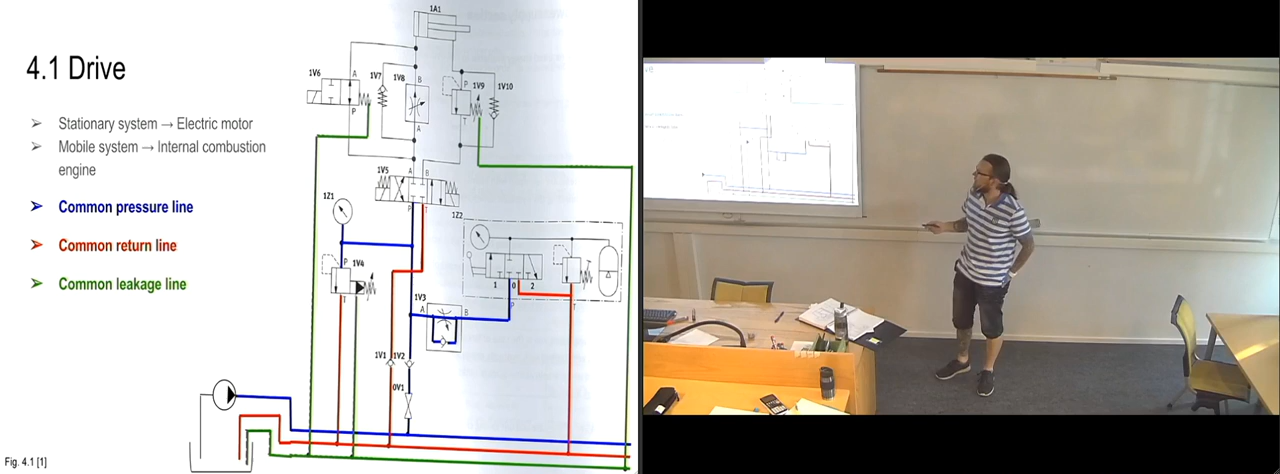 4.1 Drive
Stationary system → Electric motor
Mobile system → Internal combustion
engine
Common pressure line
Common return line
Common leakage line
Fig. 4.1 [1]
1A1
1V6
A
1V7
1V8
B
P
1V9
1V10
P
A
T
1V5
A
B
P
T
1Z1
1Z2
P
1V4
T
1 0 2
P
T
1V3
A
B
1V1
1V2
0V1